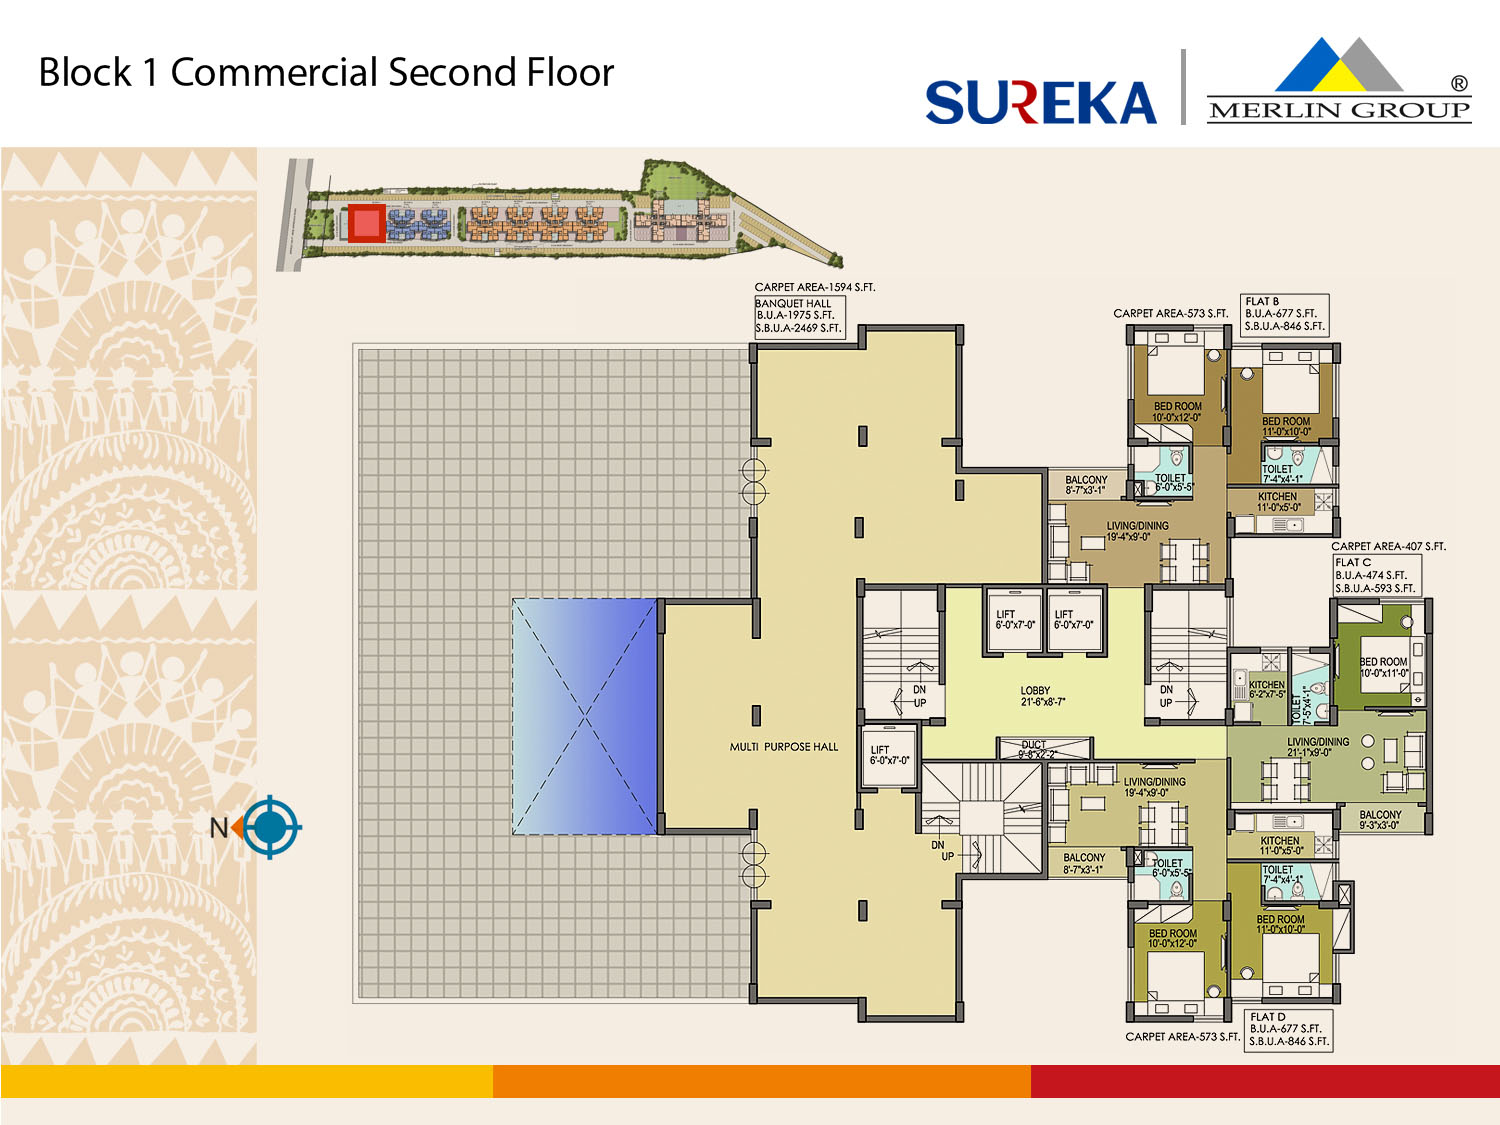 Block 1 Commercial Second Floor
SUREKA
®
MERLIN GROUP
CARPET AREA-1594 S.FT.
BANQUET HALL
B.U.A-1975 S.FT.
S.B.U.A-2469 S.FT.
CARPET AREA-573 S.FT.
FLAT B
B.U.A-677 S.FT.
S.B.U.A-846 S.FT.
BED ROOM
10'-0"x12'-0"
BED ROOM
11'-0"x10'-0"
TOILET
6'-0"x5'-5"
TOILET
7'-4"x4'-1"
BALCONY
8'-7"x3'-1"
KITCHEN
11'-0"x5'-0"
LIVING/DINING
19'-4"x9'-0"
CARPET AREA-407 S.FT.
FLAT C
B.U.A-474 S.FT.
S.B.U.A-593 S.FT.
LIFT
6'-0"x7'-0"
LIFT
6'-0"x7'-0"
BED ROOM
10'-0"x11'-0"
KITCHEN
6'-2"x7'-5"
TOILET
7'-5"x4'-1"
DN
UP
LOBBY
21'-6"x8'-7"
DN
UP
MULTI PURPOSE HALL
LIFT
6'-0"x7'-0"
DUCT
9'-8"x2'-2"
LIVING/DINING
21'-1"x9'-0"
LIVING/DINING
19'-4"x9'-0"
BALCONY
9'-3"x3'-0"
N
DN
UP
KITCHEN
11'-0"x5'-0"
BALCONY
8'-7"x3'-1"
TOILET
6'-0"x5'-5"
TOILET
7'-4"x4'-1"
BED ROOM
10'-0"x12'-0"
BED ROOM
11'-0"x10'-0"
CARPET AREA-573 S.FT.
FLAT D
B.U.A-677 S.FT.
S.B.U.A-846 S.FT.